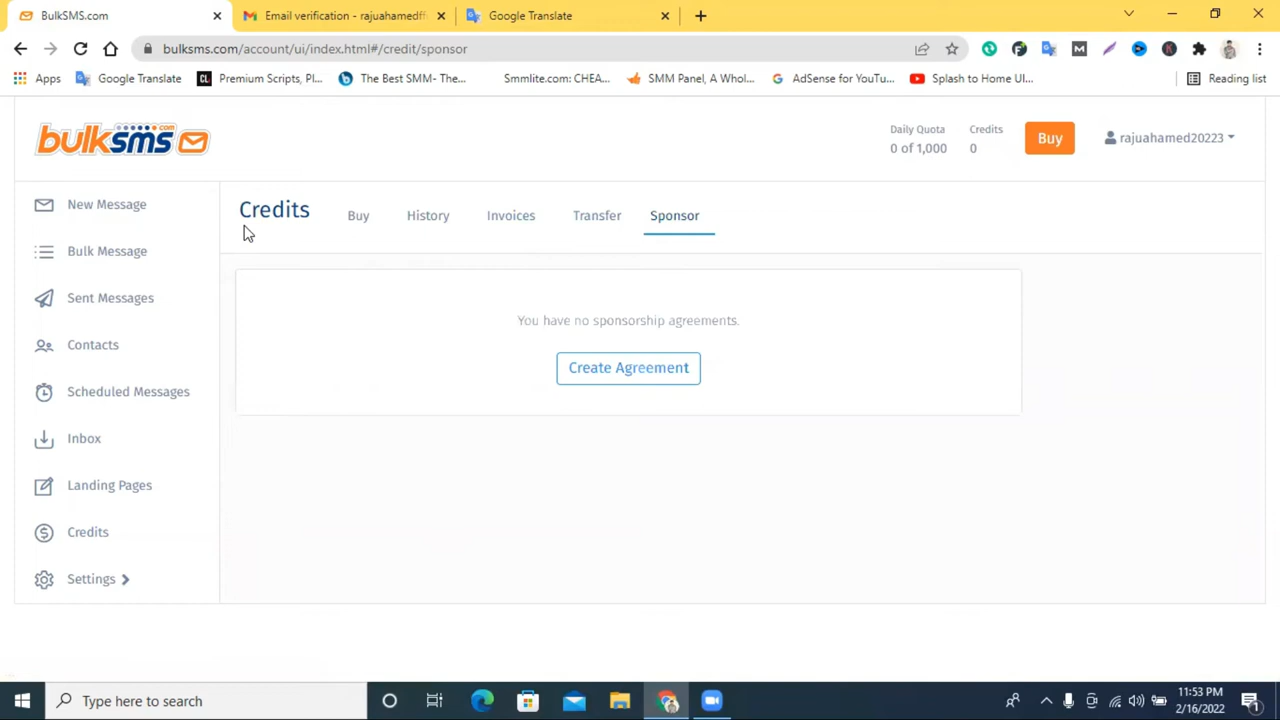 BulkSMS.com
Email verification - rajuahamedff
Google Translate
bulksms.com/account/ui/index.html#/credit/sponsor
Apps
Google Translate
Premium Scripts, Pl...
The Best SMM- The...
Smmlite.com: CHEA...
SMM Panel, A Whol...
AdSense for YouTu...
Splash to Home UI...
Reading list
bulksms.com
Daily Quota
0 of 1,000
Credits
0
Buy
rajuahamed20223
New Message
Bulk Message
Sent Messages
Contacts
Scheduled Messages
Inbox
Landing Pages
Credits
Settings
Credits
Buy
History
Invoices
Transfer
Sponsor
You have no sponsorship agreements.
Create Agreement
Type here to search
11:53 PM
2/16/2022
1